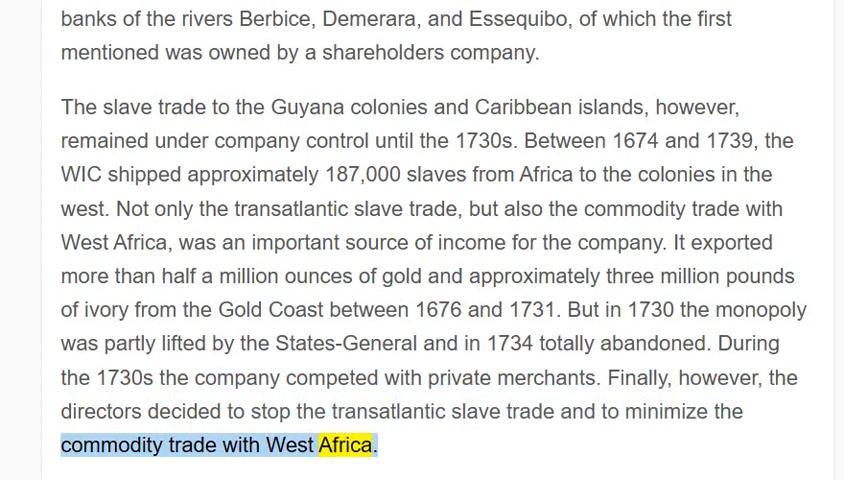 banks of the rivers Berbice, Demerara, and Essequibo, of which the first
mentioned was owned by a shareholders company.
The slave trade to the Guyana colonies and Caribbean islands, however,
remained under company control until the 1730s. Between 1674 and 1739, the
WIC shipped approximately 187,000 slaves from Africa to the colonies in the
west. Not only the transatlantic slave trade, but also the commodity trade with
West Africa, was an important source of income for the company. It exported
more than half a million ounces of gold and approximately three million pounds
of ivory from the Gold Coast between 1676 and 1731. But in 1730 the monopoly
was partly lifted by the States-General and in 1734 totally abandoned. During
the 1730s the company competed with private merchants. Finally, however, the
directors decided to stop the transatlantic slave trade and to minimize the
commodity trade with West Africa.